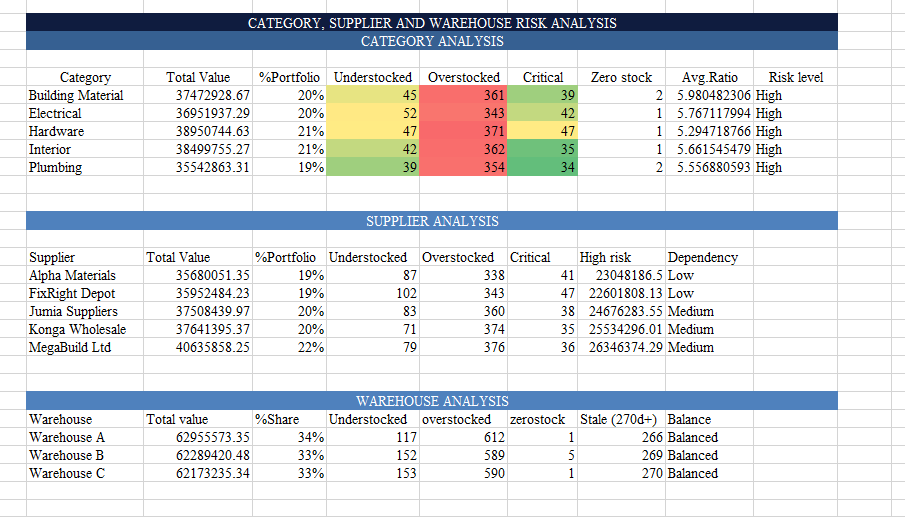 CATEGORY, SUPPLIER AND WAREHOUSE RISK ANALYSIS
CATEGORY ANALYSIS
Category Total Value %Portfolio Understocked Overstocked Critical Zero stock Avg.Ratio Risk level
Building Material 37472928.67 20% 45 361 39 2 5.980482306 High
Electrical 36951937.29 20% 52 343 42 1 5.767117994 High
Hardware 38950744.63 21% 47 371 47 1 5.294718766 High
Interior 38499755.27 21% 42 362 35 1 5.661545479 High
Plumbing 35542863.31 19% 39 354 34 2 5.556880593 High
SUPPLIER ANALYSIS
Supplier Total Value %Portfolio Understocked Overstocked Critical High risk Dependency
Alpha Materials 35680051.35 19% 87 338 41 23048186.5 Low
FixRight Depot 35952484.23 19% 102 343 47 22601808.13 Low
Jumia Suppliers 37508439.97 20% 83 360 38 24676283.55 Medium
Konga Wholesale 37641395.37 20% 71 374 35 25534296.01 Medium
MegaBuild Ltd 40635858.25 22% 79 376 36 26346374.29 Medium
WAREHOUSE ANALYSIS
Warehouse Total value %Share Understocked overstocked zerostock Stale (270d+) Balance
Warehouse A 62955573.35 34% 117 612 1 266 Balanced
Warehouse B 62289420.48 33% 152 589 5 269 Balanced
Warehouse C 62173235.34 33% 153 590 1 270 Balanced